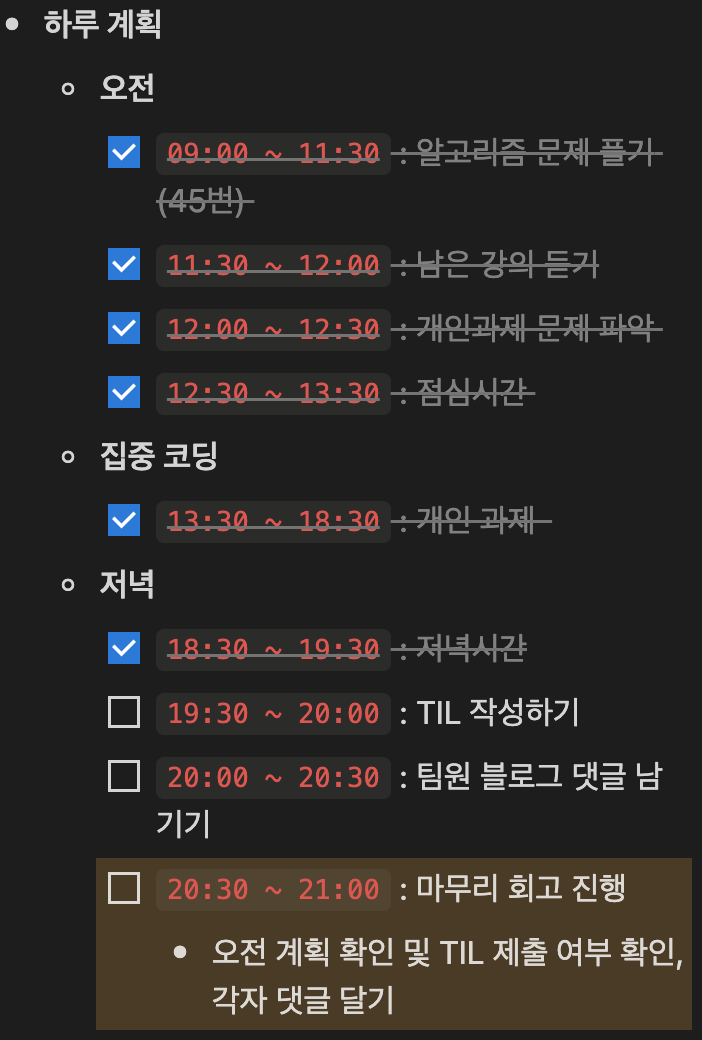 하루 계획
오전
09:00 ~ 11:30 : 알고리즘 문제 풀기
(45번)
11:30 ~ 12:00 : 남은 강의 듣기
12:00 ~ 12:30 : 개인과제 문제 파악
12:30 ~ 13:30 : 점심시간
집중 코딩
13:30 ~ 18:30 : 개인 과제
저녁
18:30 ~ 19:30 : 저녁시간
19:30 ~ 20:00 : TIL 작성하기
20:00 ~ 20:30 : 팀원 블로그 댓글 남
기기
20:30 ~ 21:00 : 마무리 회고 진행
오전 계획 확인 및 TIL 제출 여부 확인,
각자 댓글 달기